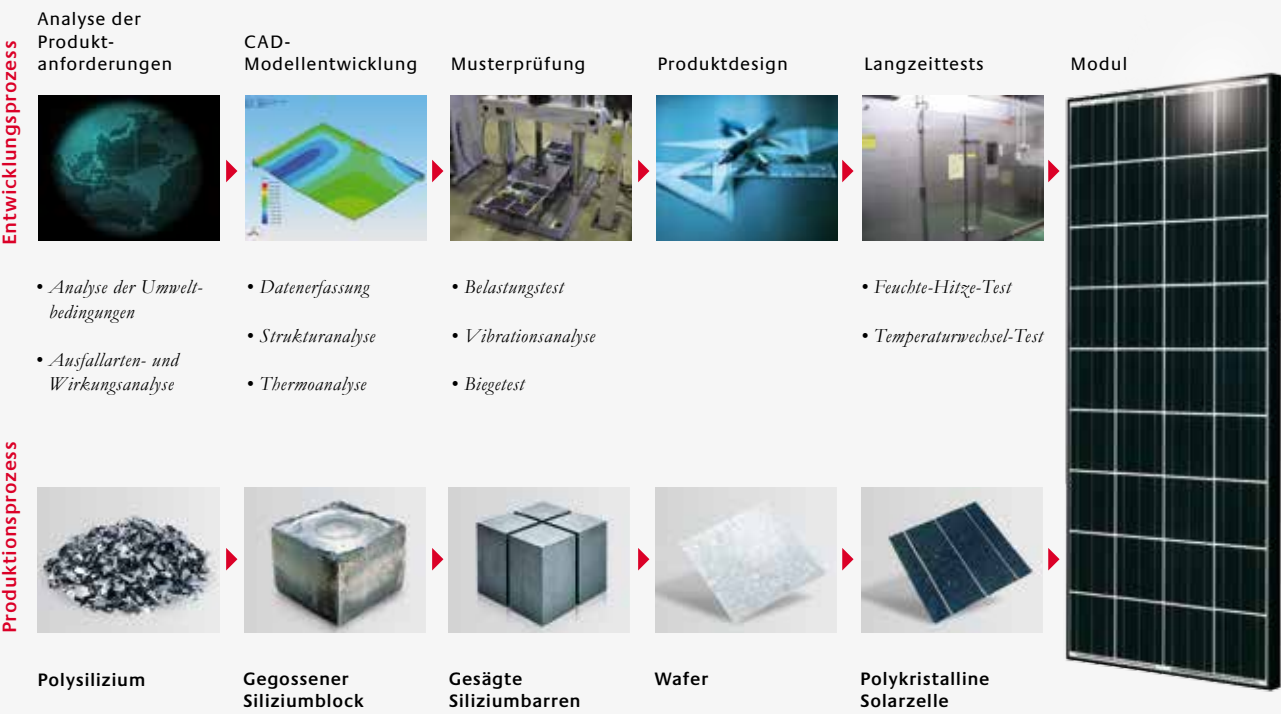 Entwicklungsprozess
Analyse der
Produkt-
anforderungen
CAD-
Modellentwicklung
Musterprüfung
Produktdesign
Langzeittests
Modul
• Analyse der Umwelt-
bedingungen
• Ausfallarten- und
Wirkungsanalyse
• Datenerfassung
• Strukturanalyse
• Thermoanalyse
• Belastungstest
• Vibrationsanalyse
• Biegetest
• Feuchte-Hitze-Test
• Temperaturwechsel-Test
Produktionsprozess
Polysilizium
Gegossener
Siliziumblock
Gesägte
Siliziumbarren
Wafer
Polykristalline
Solarzelle